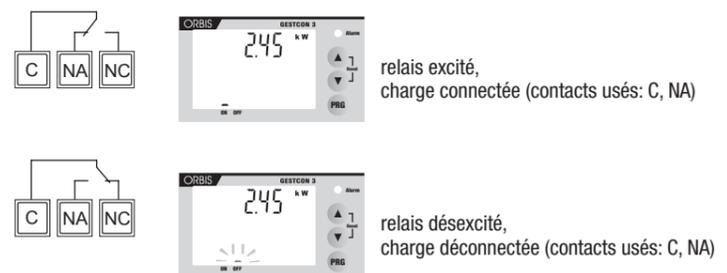 ORBIS GESTCON 3
2.45 kW
Alarm
Reset
C NA NC
PRG
ON OFF
relais excité,
charge connectée (contacts usés: C, NA)
ORBIS GESTCON 3
2.45 kW
Alarm
Reset
C NA NC
PRG
ON OFF
relais désexcité,
charge déconnectée (contacts usés: C, NA)